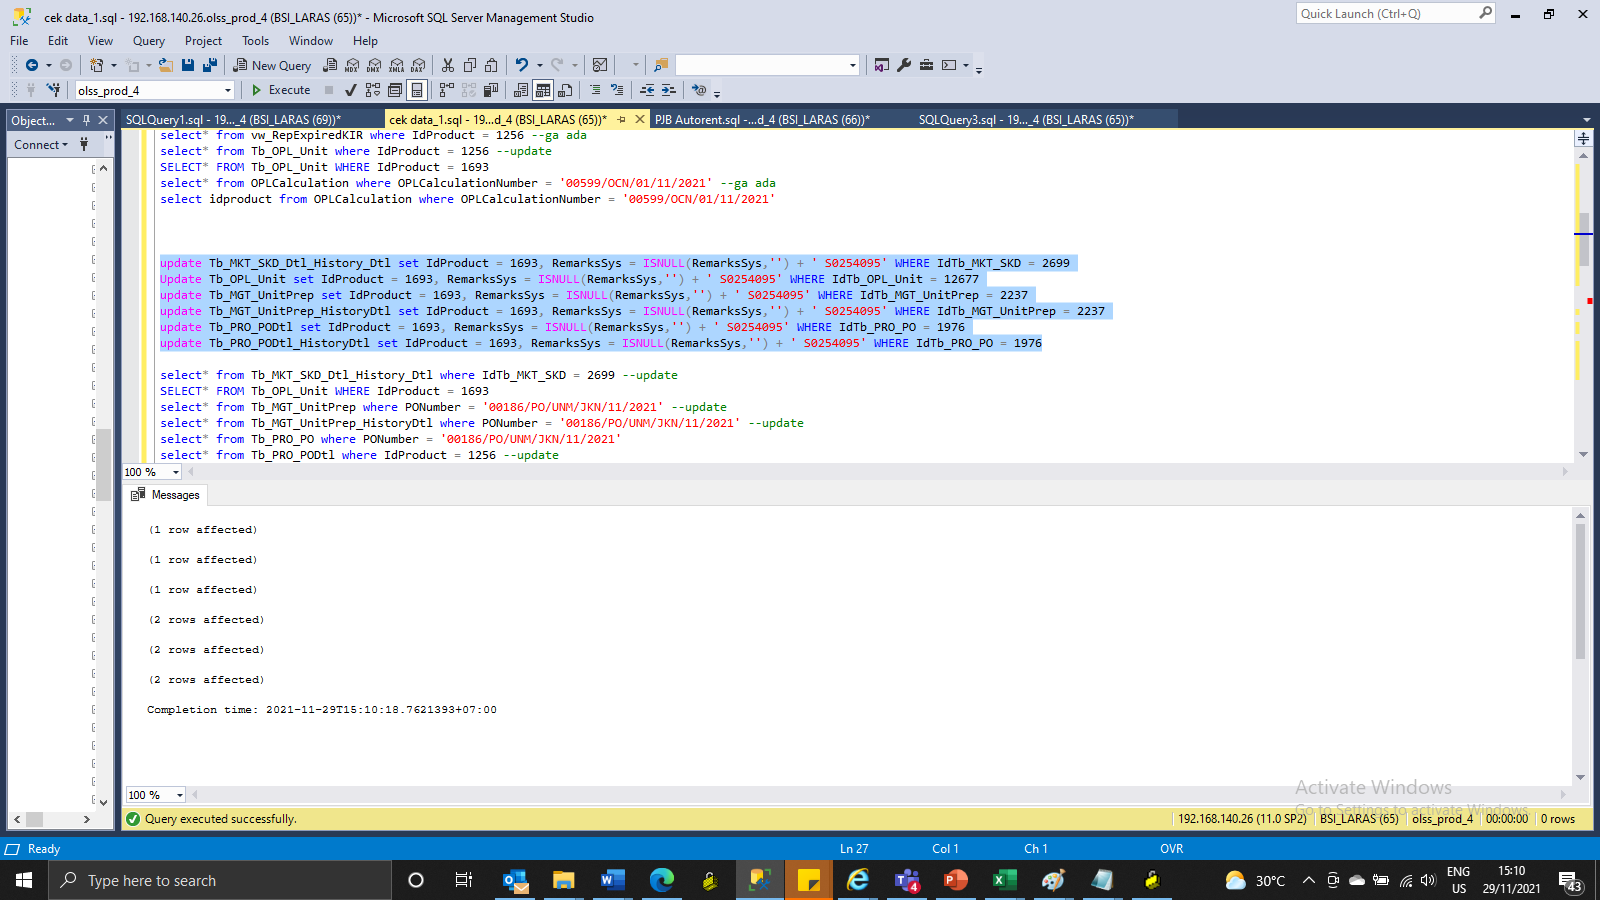 cek data_1.sql - 192.168.140.26.olss_prod_4 (BSI_LARAS (65))* - Microsoft SQL Server Management Studio
Quick Launch (Ctrl+Q)
File Edit View Query Project Tools Window Help
New Query
MDX DMX XMLA DAX
olss_prod_4
Execute
Object...
SQLQuery1.sql - 19..._4 (BSI_LARAS (69))*
cek data_1.sql - 19...d_4 (BSI_LARAS (65))*
PJB Autorent.sql -...d_4 (BSI_LARAS (66))*
SQLQuery3.sql - 19..._4 (BSI_LARAS (65))*
Connect
select* from vw_RepExpiredKIR where IdProduct = 1256 --ga ada
select* from Tb_OPL_Unit where IdProduct = 1256 --update
SELECT* FROM Tb_OPL_Unit WHERE IdProduct = 1693
select* from OPLCalculation where OPLCalculationNumber = '00599/OCN/01/11/2021' --ga ada
select idproduct from OPLCalculation where OPLCalculationNumber = '00599/OCN/01/11/2021'
update Tb_MKT_SKD_Dtl_History_Dtl set IdProduct = 1693, RemarksSys = ISNULL(RemarksSys,'') + ' S0254095' WHERE IdTb_MKT_SKD = 2699
Update Tb_OPL_Unit set IdProduct = 1693, RemarksSys = ISNULL(RemarksSys,'') + ' S0254095' WHERE IdTb_OPL_Unit = 12677
update Tb_MGT_UnitPrep set IdProduct = 1693, RemarksSys = ISNULL(RemarksSys,'') + ' S0254095' WHERE IdTb_MGT_UnitPrep = 2237
update Tb_MGT_UnitPrep_HistoryDtl set IdProduct = 1693, RemarksSys = ISNULL(RemarksSys,'') + ' S0254095' WHERE IdTb_MGT_UnitPrep = 2237
update Tb_PRO_PODtl set IdProduct = 1693, RemarksSys = ISNULL(RemarksSys,'') + ' S0254095' WHERE IdTb_PRO_PO = 1976
update Tb_PRO_PODtl_HistoryDtl set IdProduct = 1693, RemarksSys = ISNULL(RemarksSys,'') + ' S0254095' WHERE IdTb_PRO_PO = 1976
select* from Tb_MKT_SKD_Dtl_History_Dtl where IdTb_MKT_SKD = 2699 --update
SELECT* FROM Tb_OPL_Unit WHERE IdProduct = 1693
select* from Tb_MGT_UnitPrep where PONumber = '00186/PO/UNM/JKN/11/2021' --update
select* from Tb_MGT_UnitPrep_HistoryDtl where PONumber = '00186/PO/UNM/JKN/11/2021' --update
select* from Tb_PRO_PO where PONumber = '00186/PO/UNM/JKN/11/2021'
select* from Tb_PRO_PODtl where IdProduct = 1256 --update
100 %
Messages
(1 row affected)
(1 row affected)
(1 row affected)
(2 rows affected)
(2 rows affected)
(2 rows affected)
Completion time: 2021-11-29T15:10:18.7621393+07:00
Activate Windows
Go to Settings to activate Windows.
100 %
Query executed successfully.
192.168.140.26 (11.0 SP2) BSI_LARAS (65) olss_prod_4 00:00:00 0 rows
Ready Ln 27 Col 1 Ch 1 OVR
Type here to search
4
30°C
ENG
US
15:10
29/11/2021
43